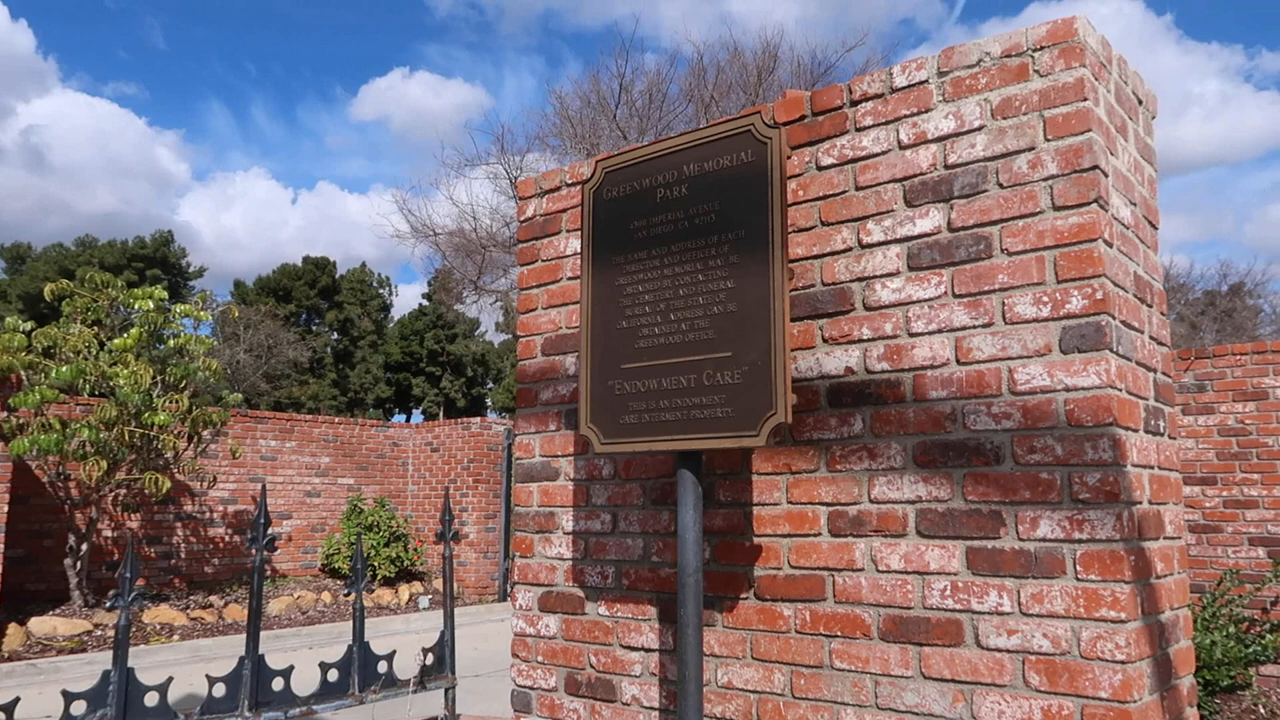 GREENWOOD MEMORIAL
PARK
4300 IMPERIAL AVENUE
SAN DIEGO, CA 92113
THE NAME AND ADDRESS OF EACH
DIRECTOR AND OFFICER OF
GREENWOOD MEMORIAL MAY BE
OBTAINED BY CONTACTING
THE CEMETERY AND FUNERAL
BUREAU OF THE STATE OF
CALIFORNIA. ADDRESS CAN BE
OBTAINED AT THE
GREENWOOD OFFICE.
"ENDOWMENT CARE"
THIS IS AN ENDOWMENT
CARE INTERMENT PROPERTY.